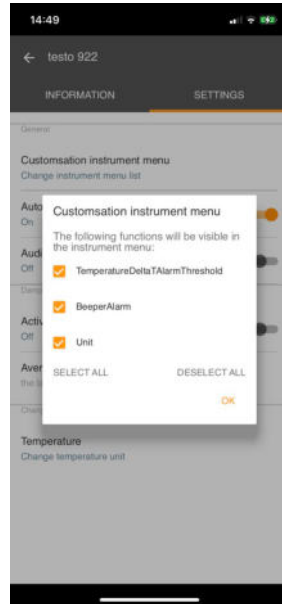 14:49
testo 922
INFORMATION
SETTINGS
General
Customsation instrument menu
Change instrument menu list
Auto
On
Customsation instrument menu
The following functions will be visible in
the instrument menu:
TemperatureDeltaTAlarmThreshold
BeeperAlarm
Unit
SELECT ALL
DESELECT ALL
OK
Audi
Off
Activ
Off
Aver
Temperature
Change temperature unit